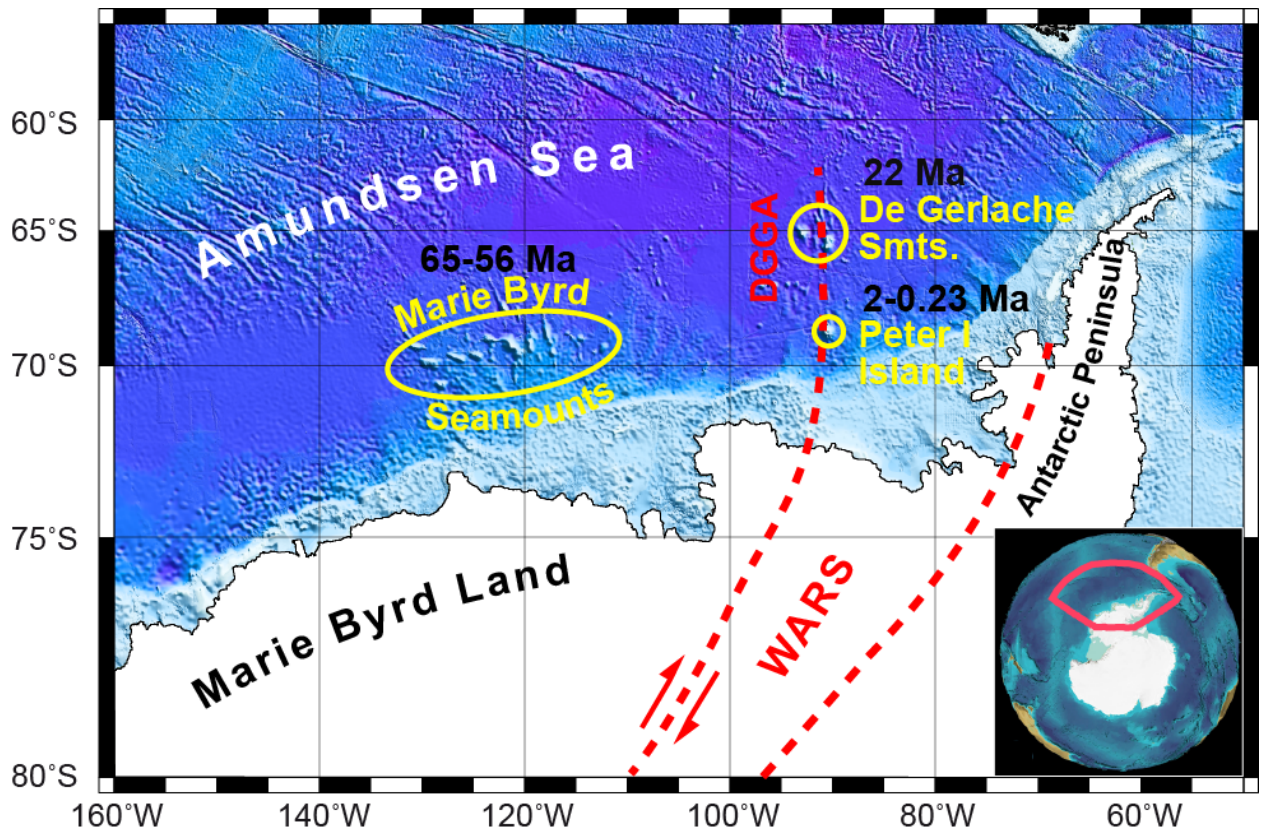 60°S
65°S
70°S
75°S
80°S
160°W
140°W
120°W
100°W
80°W
60°W
Amundsen Sea
65-56 Ma
Marie Byrd
Seamounts
DGGA
22 Ma
De Gerlache
Smts.
2-0.23 Ma
Peter I
Island
Antarctic Peninsula
Marie Byrd Land
WARS